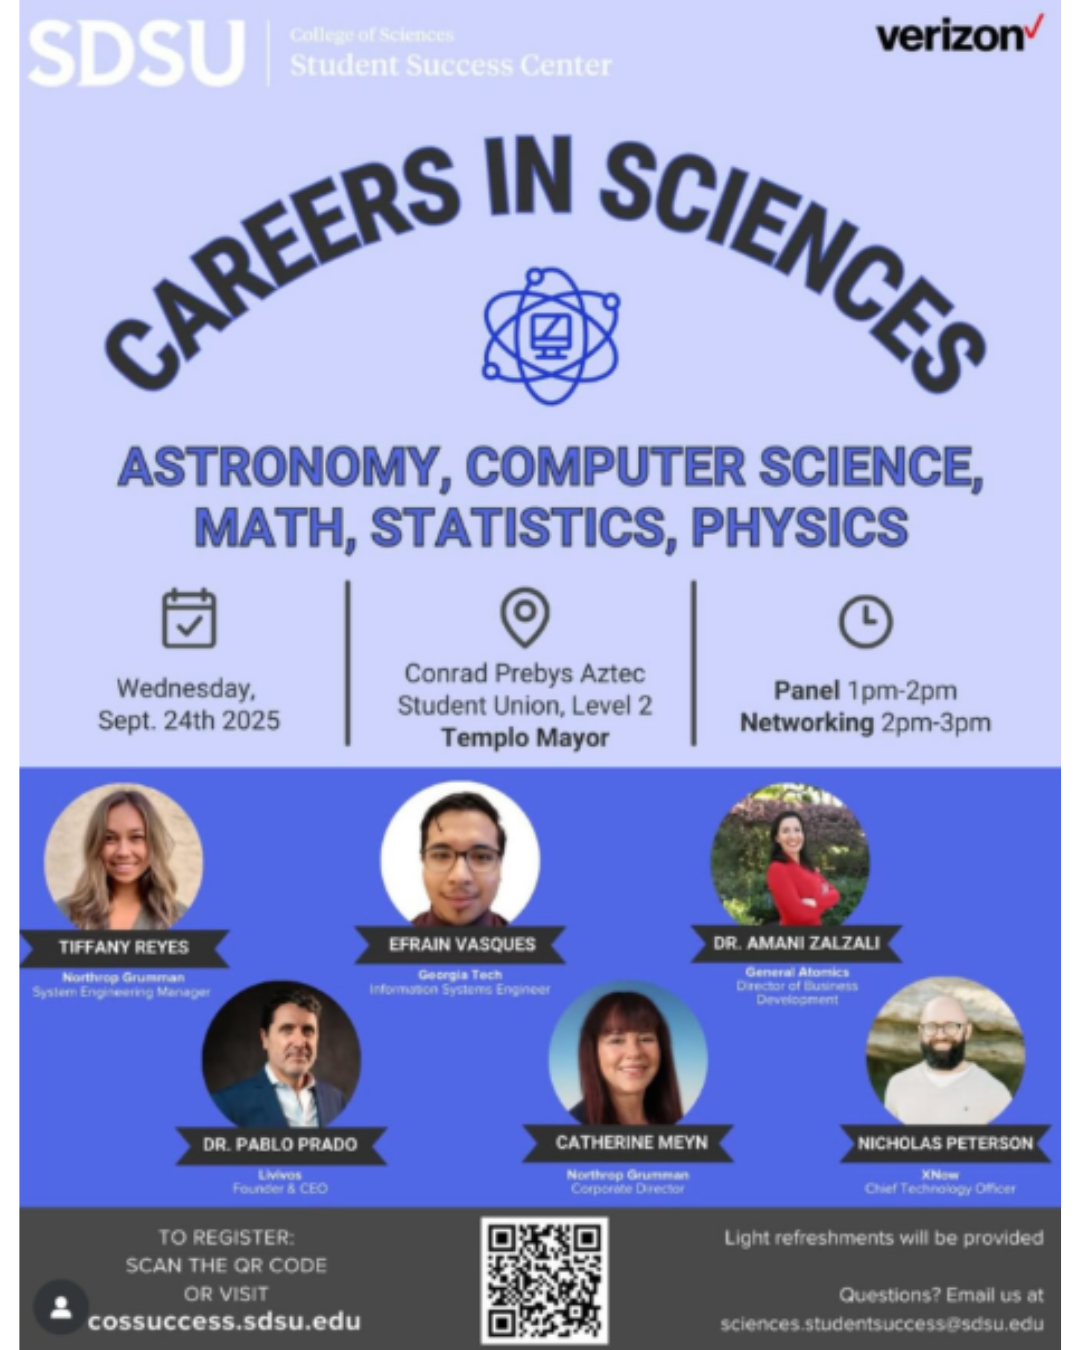 SDSU
College of Sciences
Student Success Center
verizon
CAREERS IN SCIENCES
ASTRONOMY, COMPUTER SCIENCE,
MATH, STATISTICS, PHYSICS
Wednesday,
Sept. 24th 2025
Conrad Prebys Aztec
Student Union, Level 2
Templo Mayor
Panel 1pm-2pm
Networking 2pm-3pm
TIFFANY REYES
Northrop Grumman
System Engineering Manager
EFRAIN VASQUES
Georgia Tech
Information Systems Engineer
DR. AMANI ZALZALI
General Atomics
Director of Business
Development
DR. PABLO PRADO
Livivos
Founder & CEO
CATHERINE MEYN
Northrop Grumman
Corporate Director
NICHOLAS PETERSON
XNow
Chief Technology Officer
TO REGISTER:
SCAN THE QR CODE
OR VISIT
cossuccess.sdsu.edu
Light refreshments will be provided
Questions? Email us at
sciences.studentsuccess@sdsu.edu